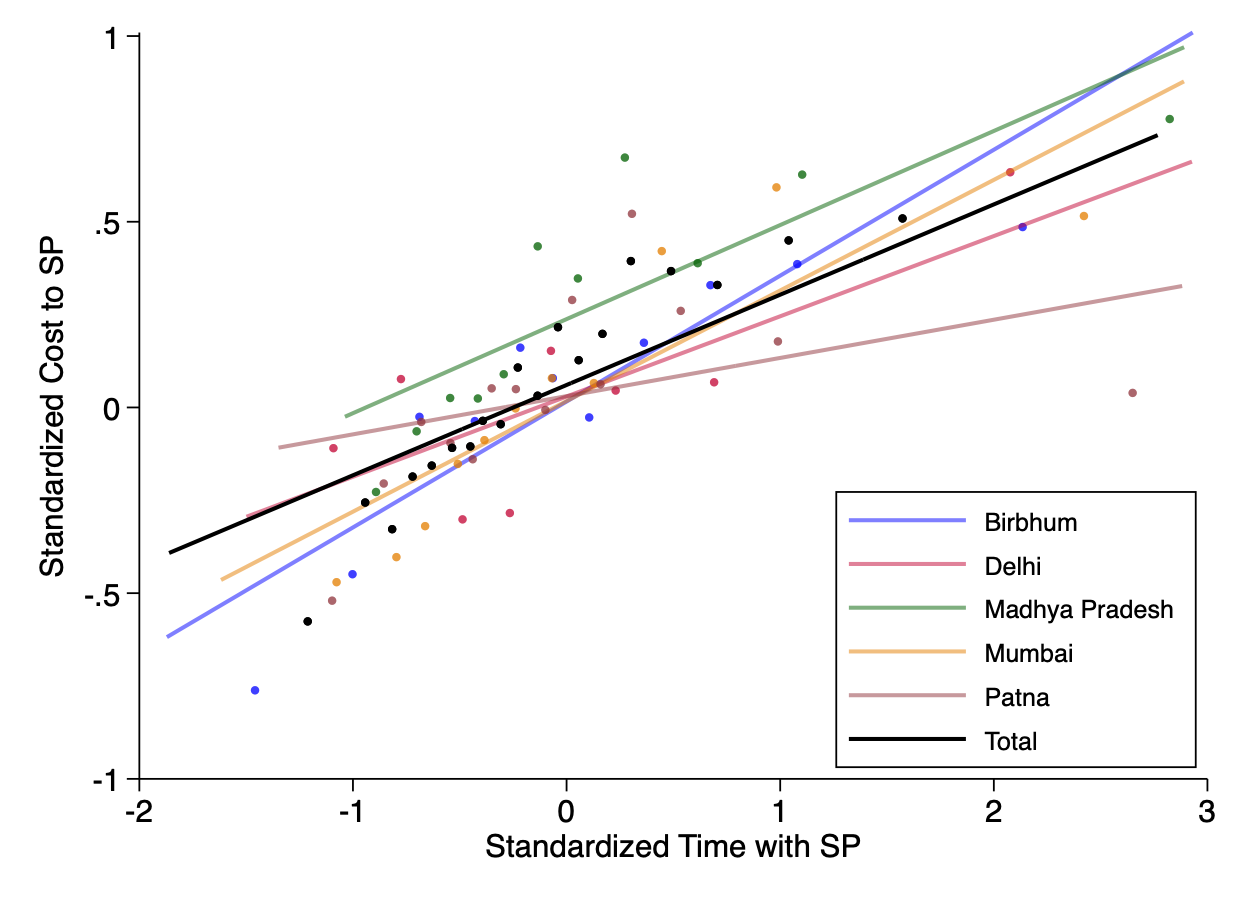 1
.5
0
-.5
-1
Standardized Cost to SP
Birbhum
Delhi
Madhya Pradesh
Mumbai
Patna
Total
-2 -1 0 1 2 3
Standardized Time with SP